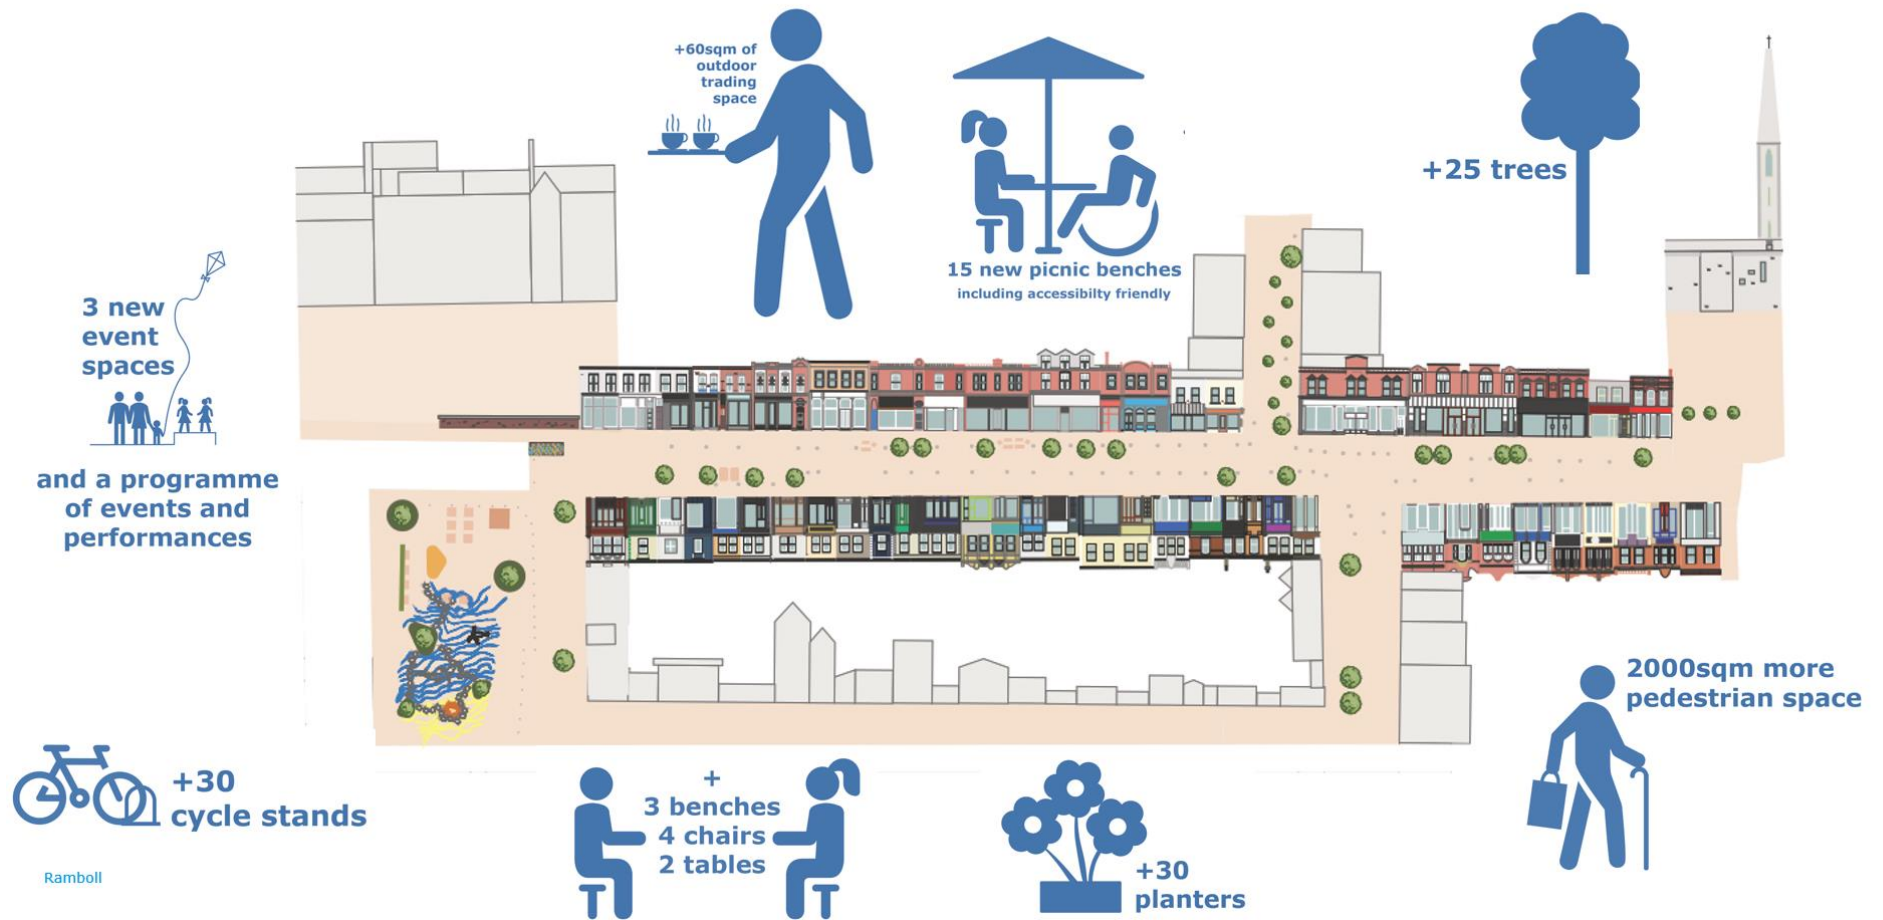 +60sqm of
outdoor
trading
space
15 new picnic benches
including accessibilty friendly
+25 trees
3 new
event
spaces
and a programme
of events and
performances
2000sqm more
pedestrian space
+30
cycle stands
+
3 benches
4 chairs
2 tables
+30
planters
Ramboll